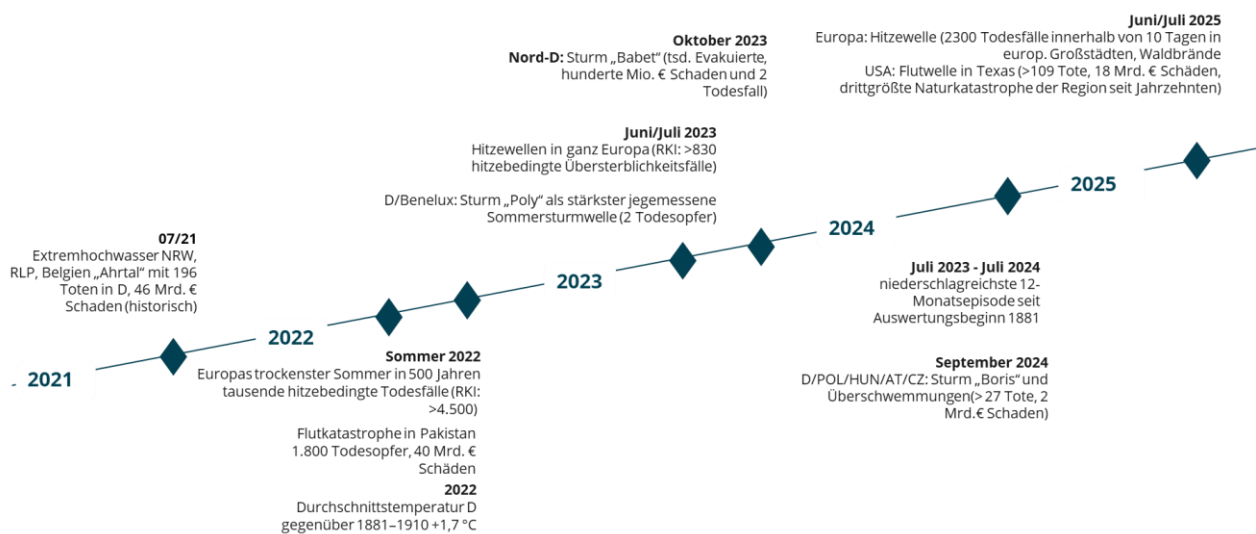 Juni/Juli 2025
Europa: Hitzewelle (2300 Todesfälle innerhalb von 10 Tagen in
europ. Großstädten, Waldbrände
USA: Flutwelle in Texas (>109 Tote, 18 Mrd. € Schäden,
drittgrößte Naturkatastrophe der Region seit Jahrzehnten)
Oktober 2023
Nord-D: Sturm „Babet“ (tsd. Evakuierte,
hunderte Mio. € Schaden und 2
Todesfall)
Juni/Juli 2023
Hitzewellen in ganz Europa (RKI: >830
hitzebedingte Übersterblichkeitsfälle)
D/Benelux: Sturm „Poly“ als stärkster jegemessene
Sommersturmwelle (2 Todesopfer)
07/21
Extremhochwasser NRW,
RLP, Belgien „Ahrtal“ mit 196
Toten in D, 46 Mrd. €
Schaden (historisch)
2021
2022
2023
2024
2025
Sommer 2022
Europas trockenster Sommer in 500 Jahren
tausende hitzebedingte Todesfälle (RKI:
>4.500)
Flutkatastrophe in Pakistan
1.800 Todesopfer, 40 Mrd. €
Schäden
2022
Durchschnittstemperatur D
gegenüber 1881–1910 +1,7 °C
Juli 2023 - Juli 2024
niederschlagreichste 12-
Monatsepisode seit
Auswertungsbeginn 1881
September 2024
D/POL/HUN/AT/CZ: Sturm „Boris“ und
Überschwemmungen(> 27 Tote, 2
Mrd.€ Schaden)